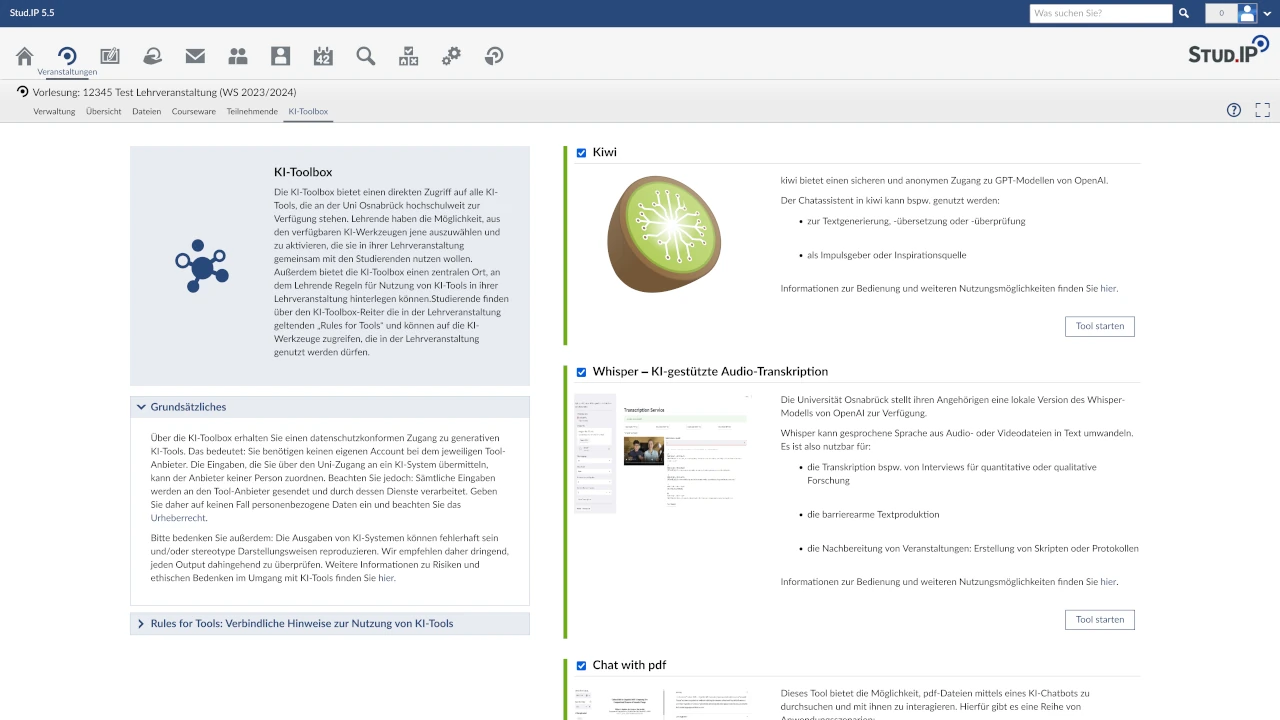 Stud.IP 5.5
Was suchen Sie?
0
42
Veranstaltungen
STUD.IP
Vorlesung: 12345 Test Lehrveranstaltung (WS 2023/2024)
Verwaltung Übersicht Dateien Courseware Teilnehmende KI-Toolbox
KI-Toolbox
Die KI-Toolbox bietet einen direkten Zugriff auf alle KI-
Tools, die an der Uni Osnabrück hochschulweit zur
Verfügung stehen. Lehrende haben die Möglichkeit, aus
den verfügbaren KI-Werkzeugen jene auszuwählen und
zu aktivieren, die sie in ihrer Lehrveranstaltung
gemeinsam mit den Studierenden nutzen wollen.
Außerdem bietet die KI-Toolbox einen zentralen Ort, an
dem Lehrende Regeln für Nutzung von KI-Tools in ihrer
Lehrveranstaltung hinterlegen können.Studierende finden
über den KI-Toolbox-Reiter die in der Lehrveranstaltung
geltenden „Rules for Tools“ und können auf die KI-
Werkzeuge zugreifen, die in der Lehrveranstaltung
genutzt werden dürfen.
Grundsätzliches
Über die KI-Toolbox erhalten Sie einen datenschutzkonformen Zugang zu generativen
KI-Tools. Das bedeutet: Sie benötigen keinen eigenen Account bei dem jeweiligen Tool-
Anbieter. Die Eingaben, die Sie über den Uni-Zugang an ein KI-System übermitteln,
kann der Anbieter keiner Person zuordnen. Beachten Sie jedoch: Sämtliche Eingaben
werden an den Tool-Anbieter gesendet und durch dessen Dienste verarbeitet. Geben
Sie daher auf keinen Fall personenbezogene Daten ein und beachten Sie das
Urheberrecht.
Bitte bedenken Sie außerdem: Die Ausgaben von KI-Systemen können fehlerhaft sein
und/oder stereotype Darstellungsweisen reproduzieren. Wir empfehlen daher dringend,
jeden Output dahingehend zu überprüfen. Weitere Informationen zu Risiken und
ethischen Bedenken im Umgang mit KI-Tools finden Sie hier.
Rules for Tools: Verbindliche Hinweise zur Nutzung von KI-Tools
Kiwi
kiwi bietet einen sicheren und anonymen Zugang zu GPT-Modellen von OpenAI.
Der Chatassistent in kiwi kann bspw. genutzt werden:
• zur Textgenerierung, -übersetzung oder -überprüfung
• als Impulsgeber oder Inspirationsquelle
Informationen zur Bedienung und weiteren Nutzungsmöglichkeiten finden Sie hier.
Tool starten
Whisper – KI-gestützte Audio-Transkription
Transcription Service
Die Universität Osnabrück stellt ihren Angehörigen eine lokale Version des Whisper-
Modells von OpenAI zur Verfügung.
Whisper kann gesprochene Sprache aus Audio- oder Videodateien in Text umwandeln.
Es ist also nutzbar für:
• die Transkription bspw. von Interviews für quantitative oder qualitative
Forschung
• die barrierearme Textproduktion
• die Nachbereitung von Veranstaltungen: Erstellung von Skripten oder Protokollen
Informationen zur Bedienung und weiteren Nutzungsmöglichkeiten finden Sie hier.
Tool starten
Chat with pdf
Dieses Tool bietet die Möglichkeit, pdf-Dateien mittels eines KI-Chatbots zu
durchsuchen und mit ihnen zu interagieren. Hierfür gibt es eine Reihe von
Anwendungsszenarien: